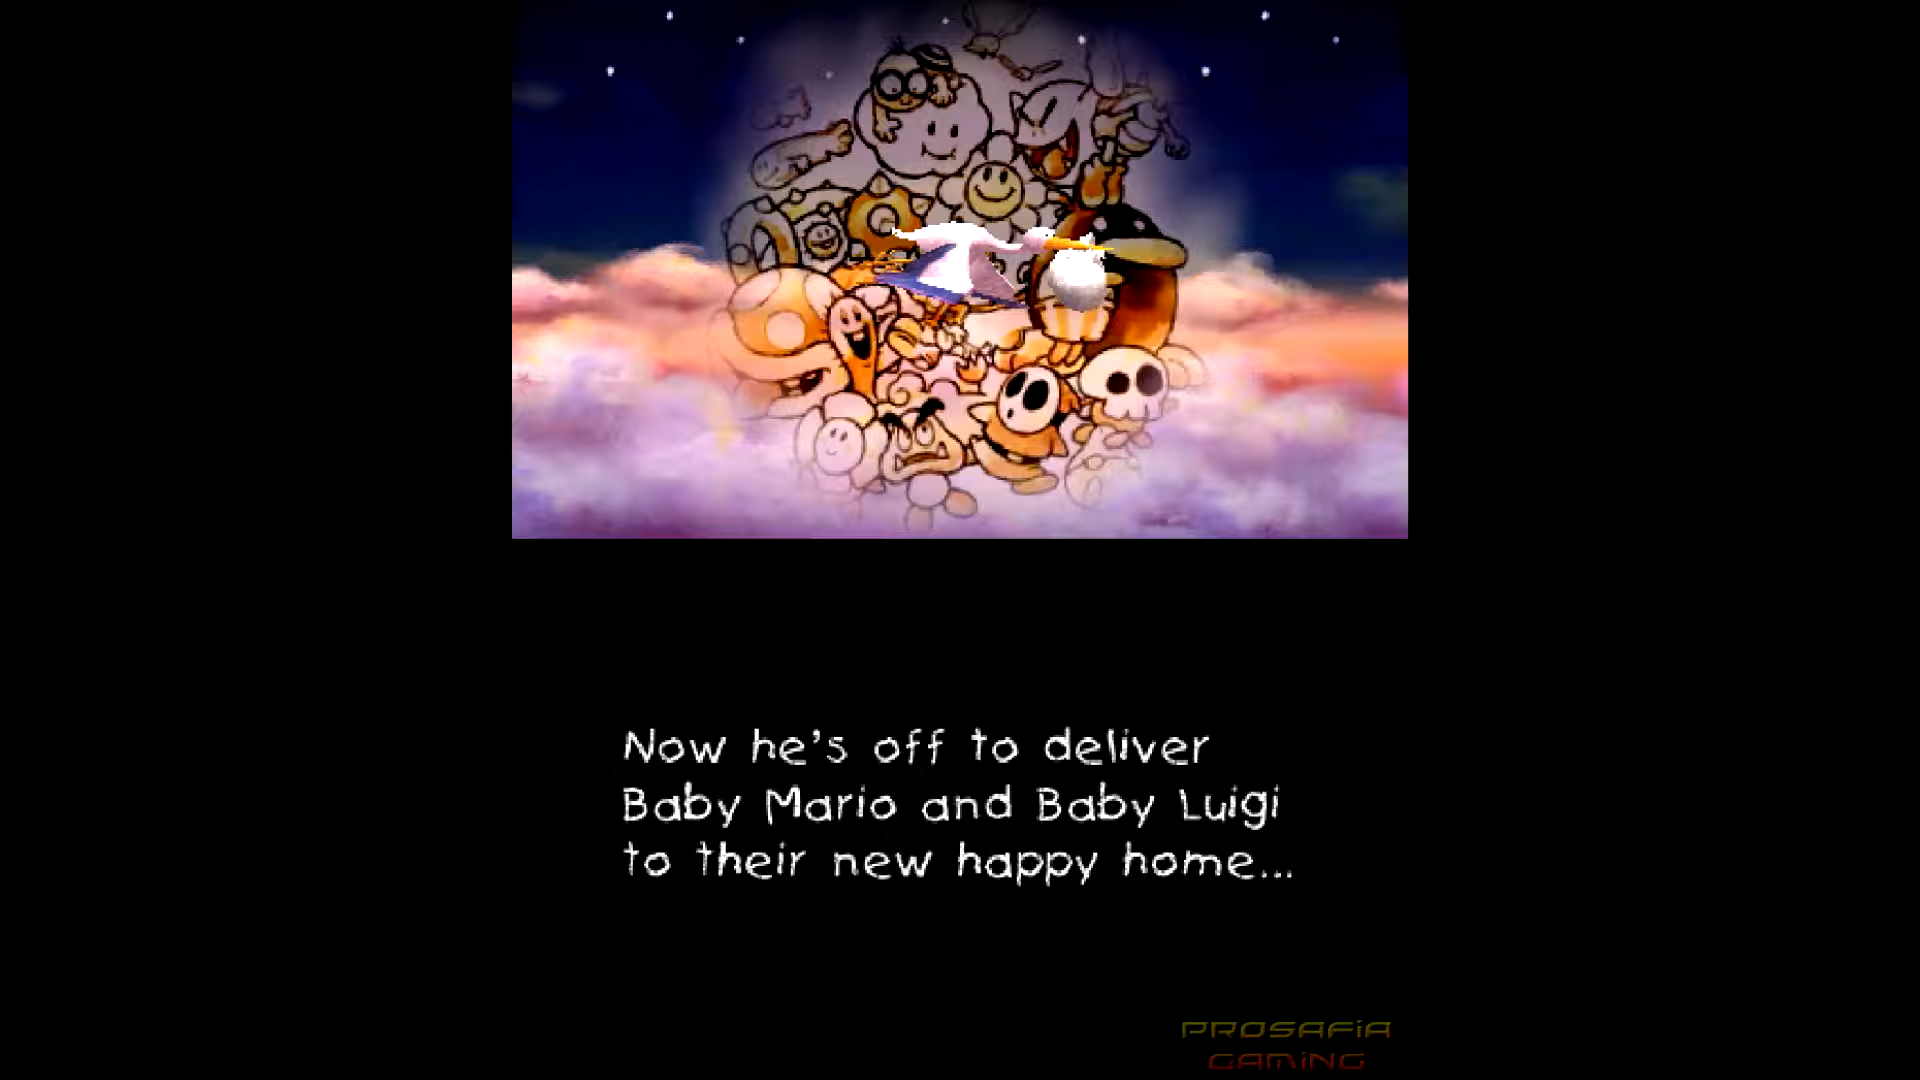 Now he's off to deliver
Baby Mario and Baby Luigi
to their new happy home...
PROSAFiA
GAMiNG